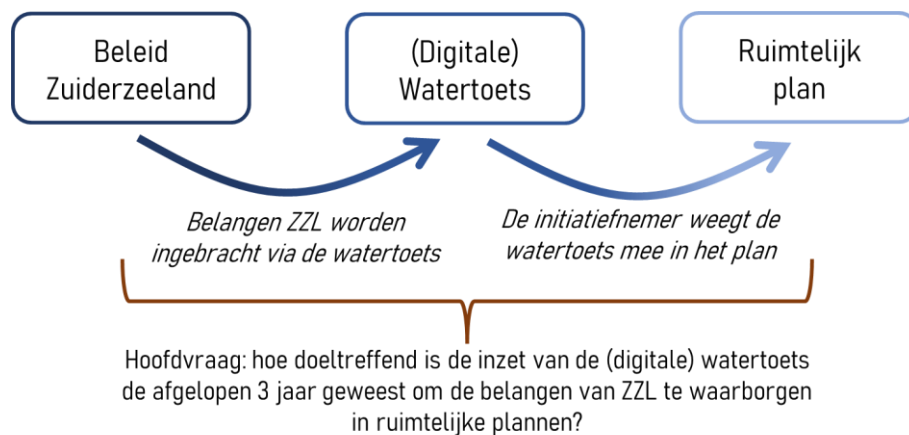 Beleid
Zuiderzeeland
(Digitale)
Watertoets
Ruimtelijk
plan
Belangen ZZL worden
ingebracht via de watertoets
De initiatiefnemer weegt de
watertoets mee in het plan
Hoofdvraag: hoe doeltreffend is de inzet van de (digitale) watertoets
de afgelopen 3 jaar geweest om de belangen van ZZL te waarborgen
in ruimtelijke plannen?